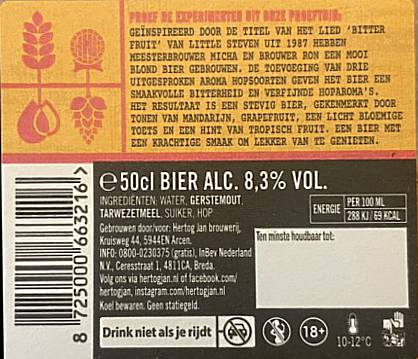 PROEF DE EXPERIMENTEN UIT ONZE PROEFTUIN.
GEÏNSPIREERD DOOR DE TITEL VAN HET LIED 'BITTER
FRUIT' VAN LITTLE STEVEN UIT 1987 HEBBEN
MEESTERBROUWER MICHA EN BROUWER RON EEN MOOI
BLOND BIER GEBROUWEN. DE TOEVOEGING VAN DRIE
UITGESPROKEN AROMA HOPSOORTEN GEVEN HET BIER EEN
SMAAKVOLLE BITTERHEID EN VERFIJNDE HOPAROMA'S.
HET RESULTAAT IS EEN STEVIG BIER, GEKENMERKT DOOR
TONEN VAN MANDARIJN, GRAPEFRUIT, EEN LICHT BLOEMIGE
TOETS EN EEN HINT VAN TROPISCH FRUIT. EEN BIER MET
EEN KRACHTIGE SMAAK OM LEKKER VAN TE GENIETEN.
e 50cl BIER ALC. 8,3% VOL.
INGREDIËNTEN: WATER, GERSTEMOUT,
TARWEZETMEEL, SUIKER, HOP
ENERGIE PER 100 ML
288 KJ / 69 KCAL
Gebrouwen door/voor: Hertog Jan brouwerij,
Kruisweg 44, 5944EN Arcen.
INFO: 0800-0230375 (gratis), InBev Nederland
N.V., Ceresstraat 1, 4811CA, Breda.
Volg ons via hertogjan.nl of facebook.com/
hertogjan, instagram.com/hertogjan.nl
Koel bewaren. Geen statiegeld.
Ten minste houdbaar tot:
Drink niet als je rijdt
18+
10-12°C
8 725000 663216 >